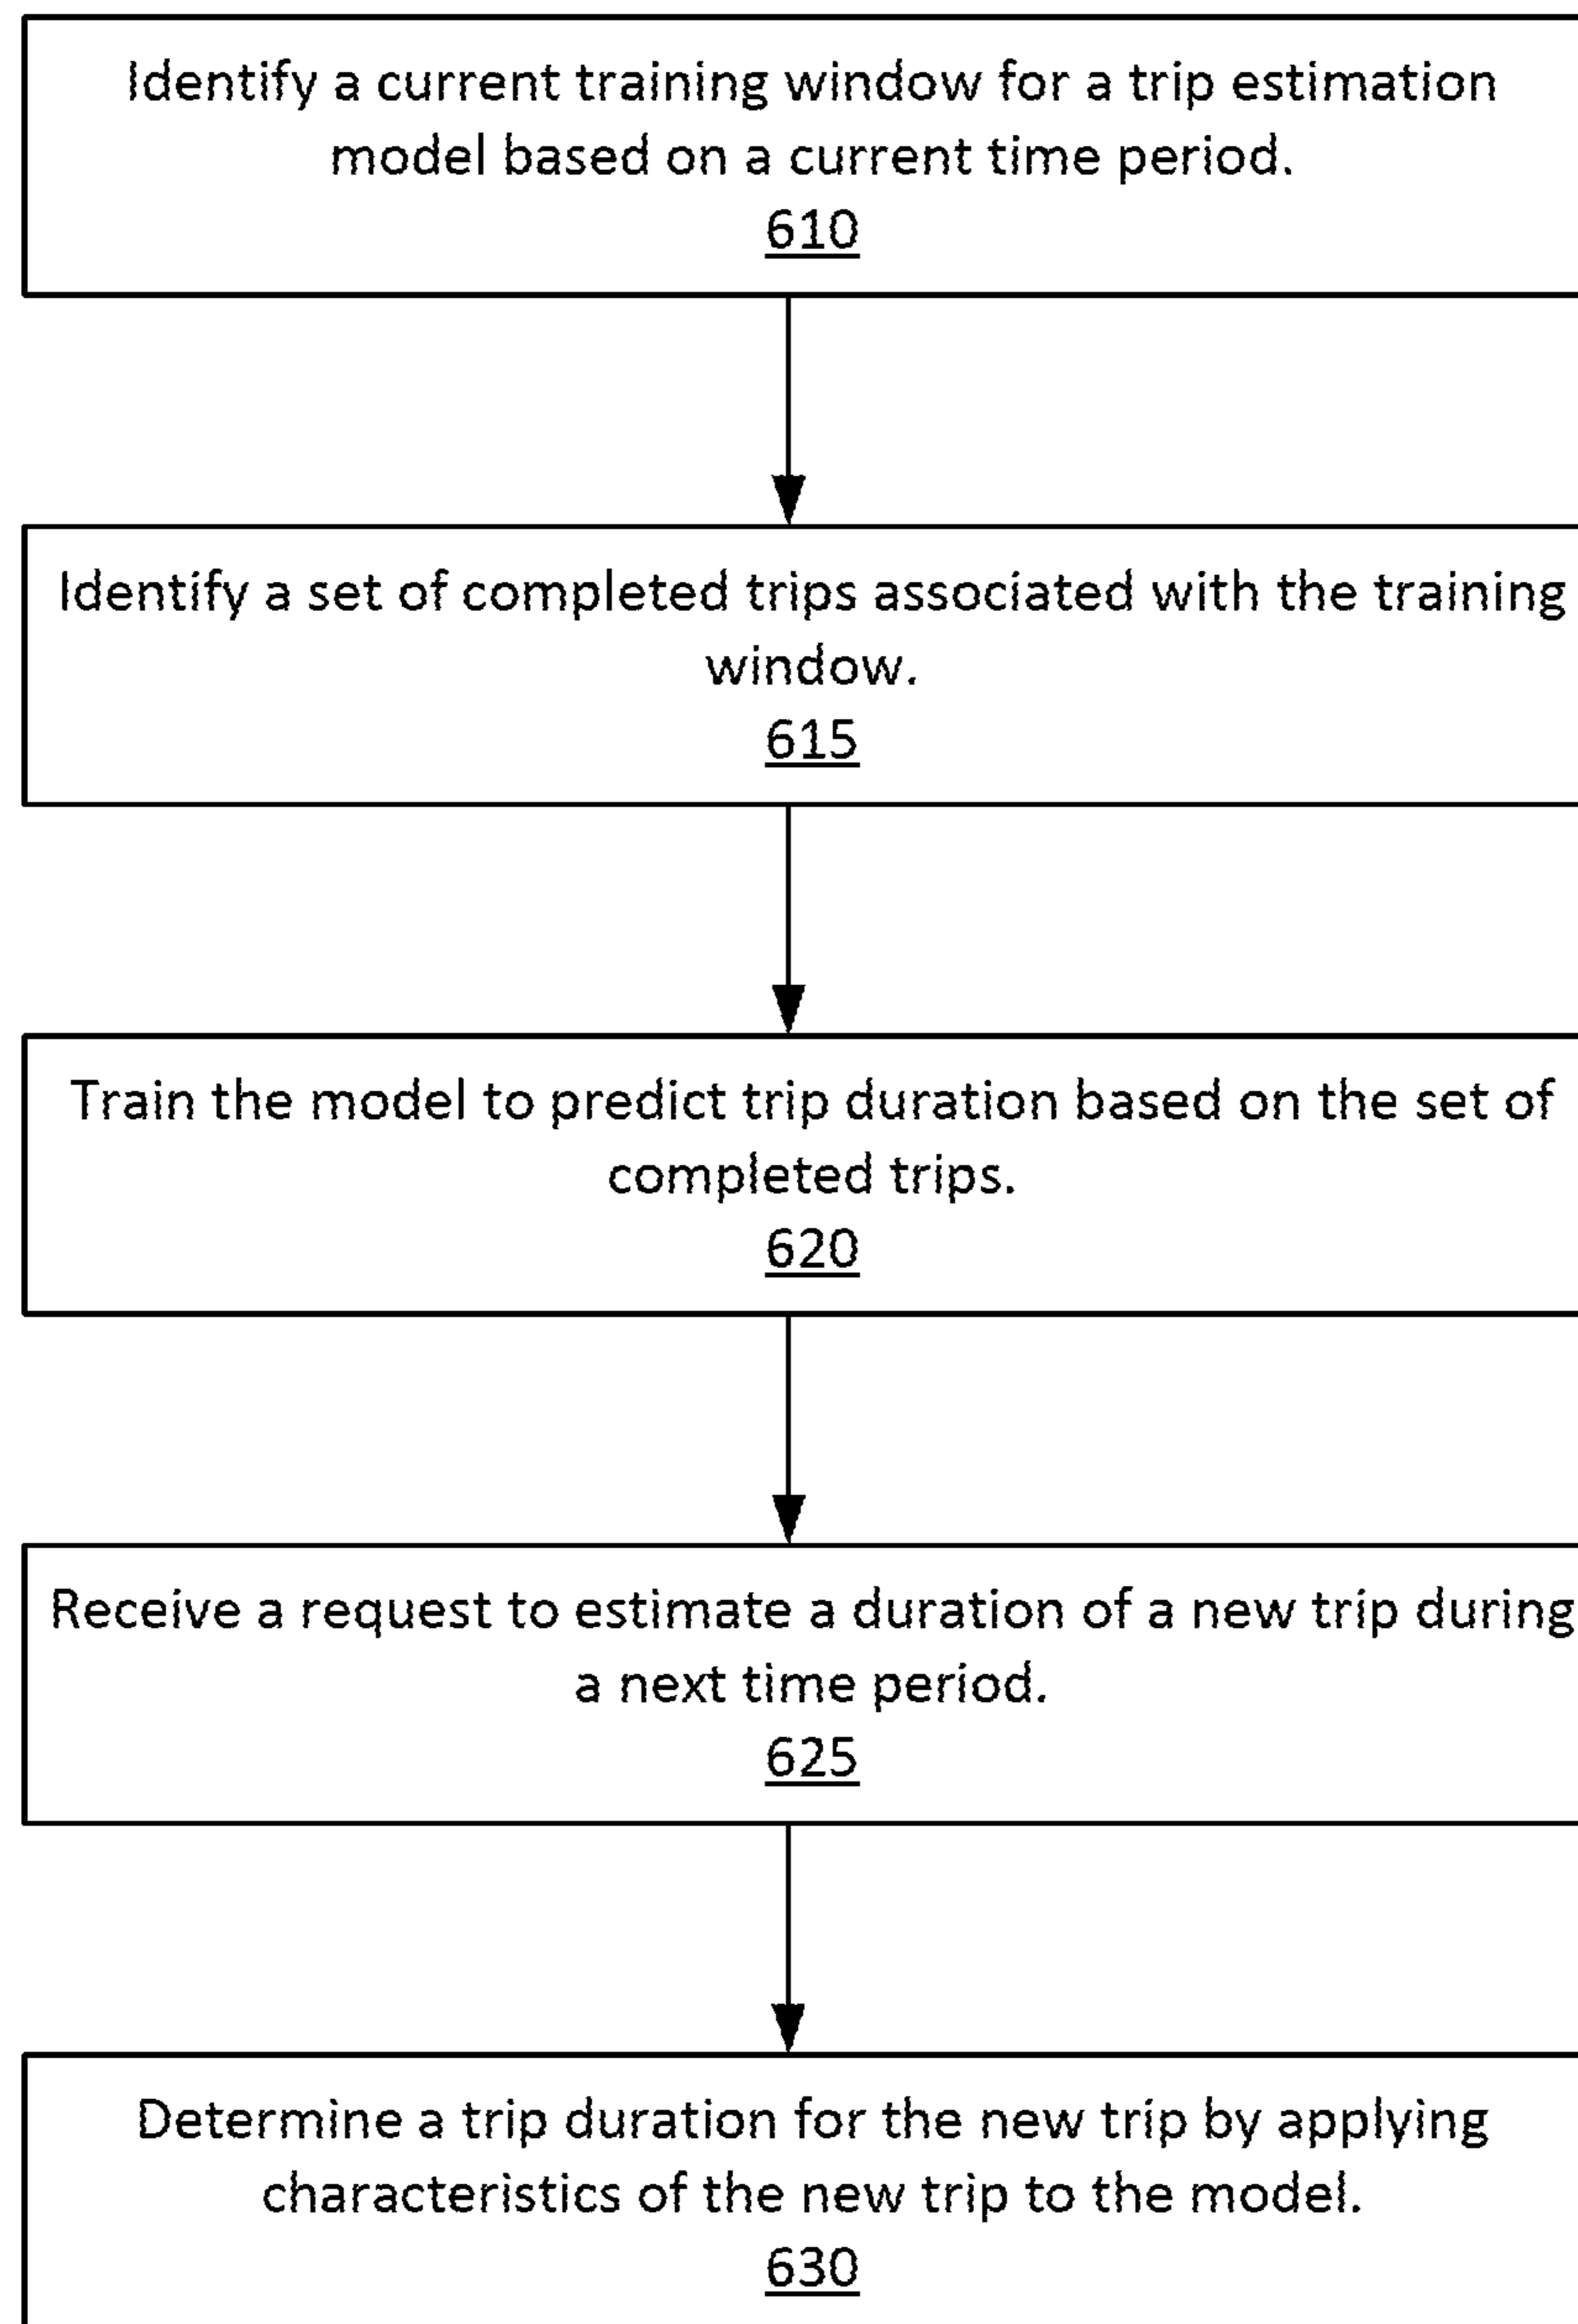 Identify a current training window for a trip estimation
model based on a current time period.
610
Identify a set of completed trips associated with the training
window.
615
Train the model to predict trip duration based on the set of
completed trips.
620
Receive a request to estimate a duration of a new trip during
a next time period.
625
Determine a trip duration for the new trip by applying
characteristics of the new trip to the model.
630